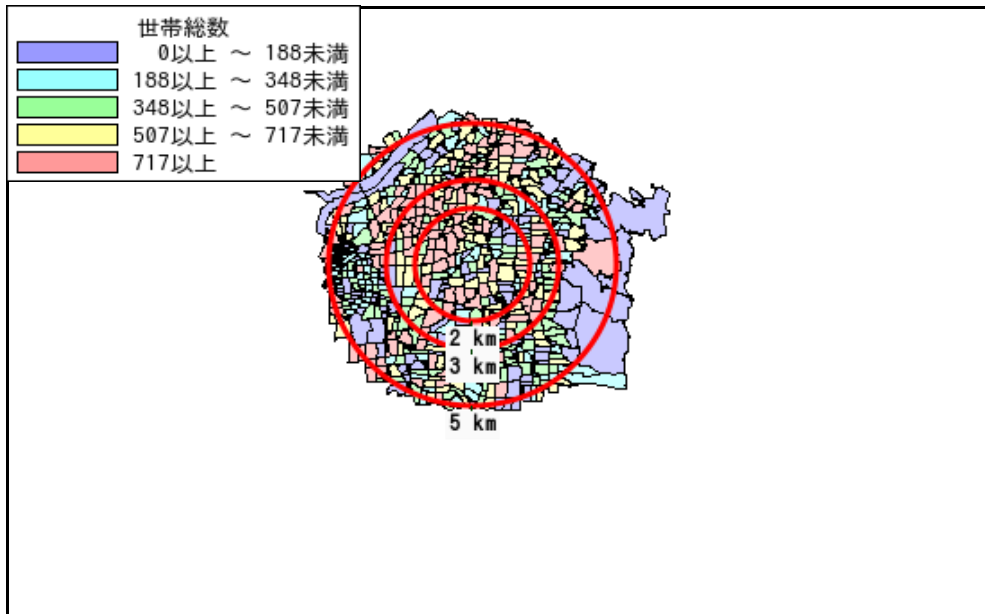 世帯総数
0以上 ～ 188未満
188以上 ～ 348未満
348以上 ～ 507未満
507以上 ～ 717未満
717以上
2 km
3 km
5 km